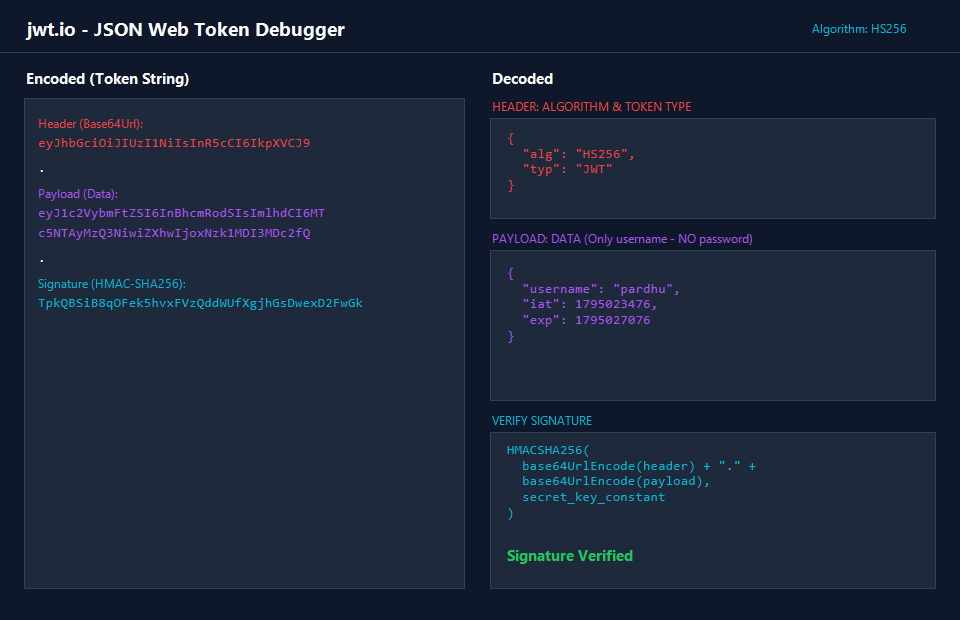 jwt.io - JSON Web Token Debugger
Algorithm: HS256
Encoded (Token String)
Header (Base64Url):
eyJhbGciOiJIUzI1NiIsInR5cCI6IkpXVCJ9
.
Payload (Data):
eyJ1c2VybmFtZSI6InBhcmRodSIsImlhdCI6MT
c5NTAyMzQ3NiwiZXhwIjoxNzk1MDI3MDc2fQ
.
Signature (HMAC-SHA256):
TpkQBSiB8qOFek5hvxFVzQddWUfXgjhGsDwexD2FwGk
Decoded
HEADER: ALGORITHM & TOKEN TYPE
{
"alg": "HS256",
"typ": "JWT"
}
PAYLOAD: DATA (Only username - NO password)
{
"username": "pardhu",
"iat": 1795023476,
"exp": 1795027076
}
VERIFY SIGNATURE
HMACSHA256(
base64UrlEncode(header) + "." +
base64UrlEncode(payload),
secret_key_constant
)
Signature Verified